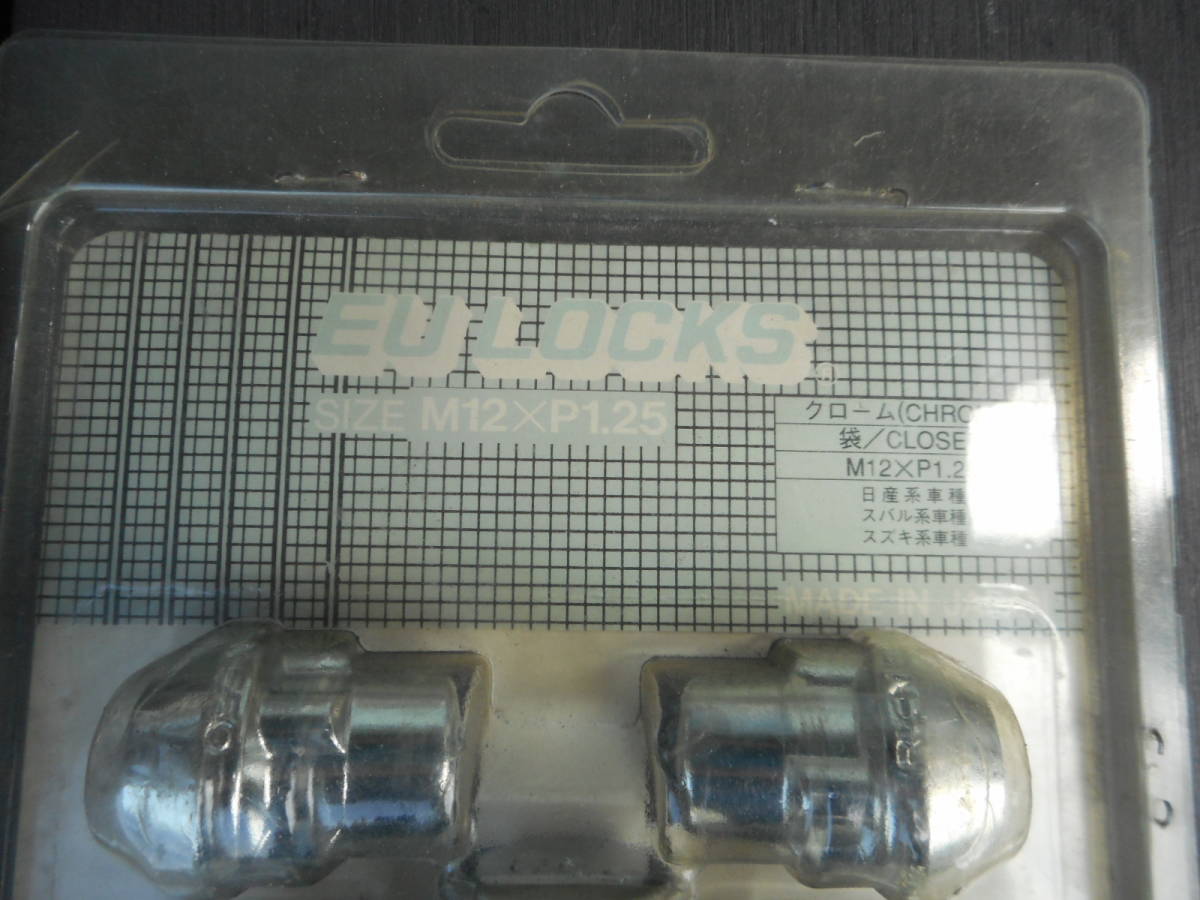 EU LOCKS®
SIZE M12×P1.25
クローム(CHRO
袋/CLOSE
M12×P1.2
日産系車種
スバル系車種
スズキ系車種
MADE IN